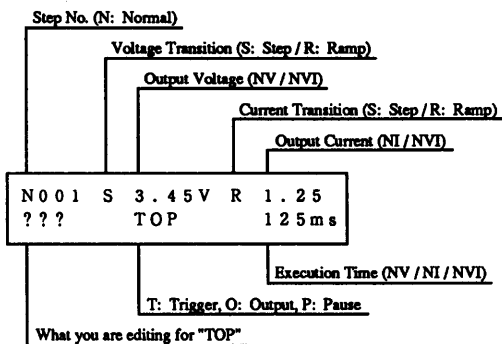 Step No. (N: Normal)
Voltage Transition (S: Step / R: Ramp)
Output Voltage (NV / NVI)
Current Transition (S: Step / R: Ramp)
Output Current (NI / NVI)
N001 S 3.45V R 1.25
??? TOP 125ms
Execution Time (NV / NI / NVI)
T: Trigger, O: Output, P: Pause
What you are editing for "TOP"